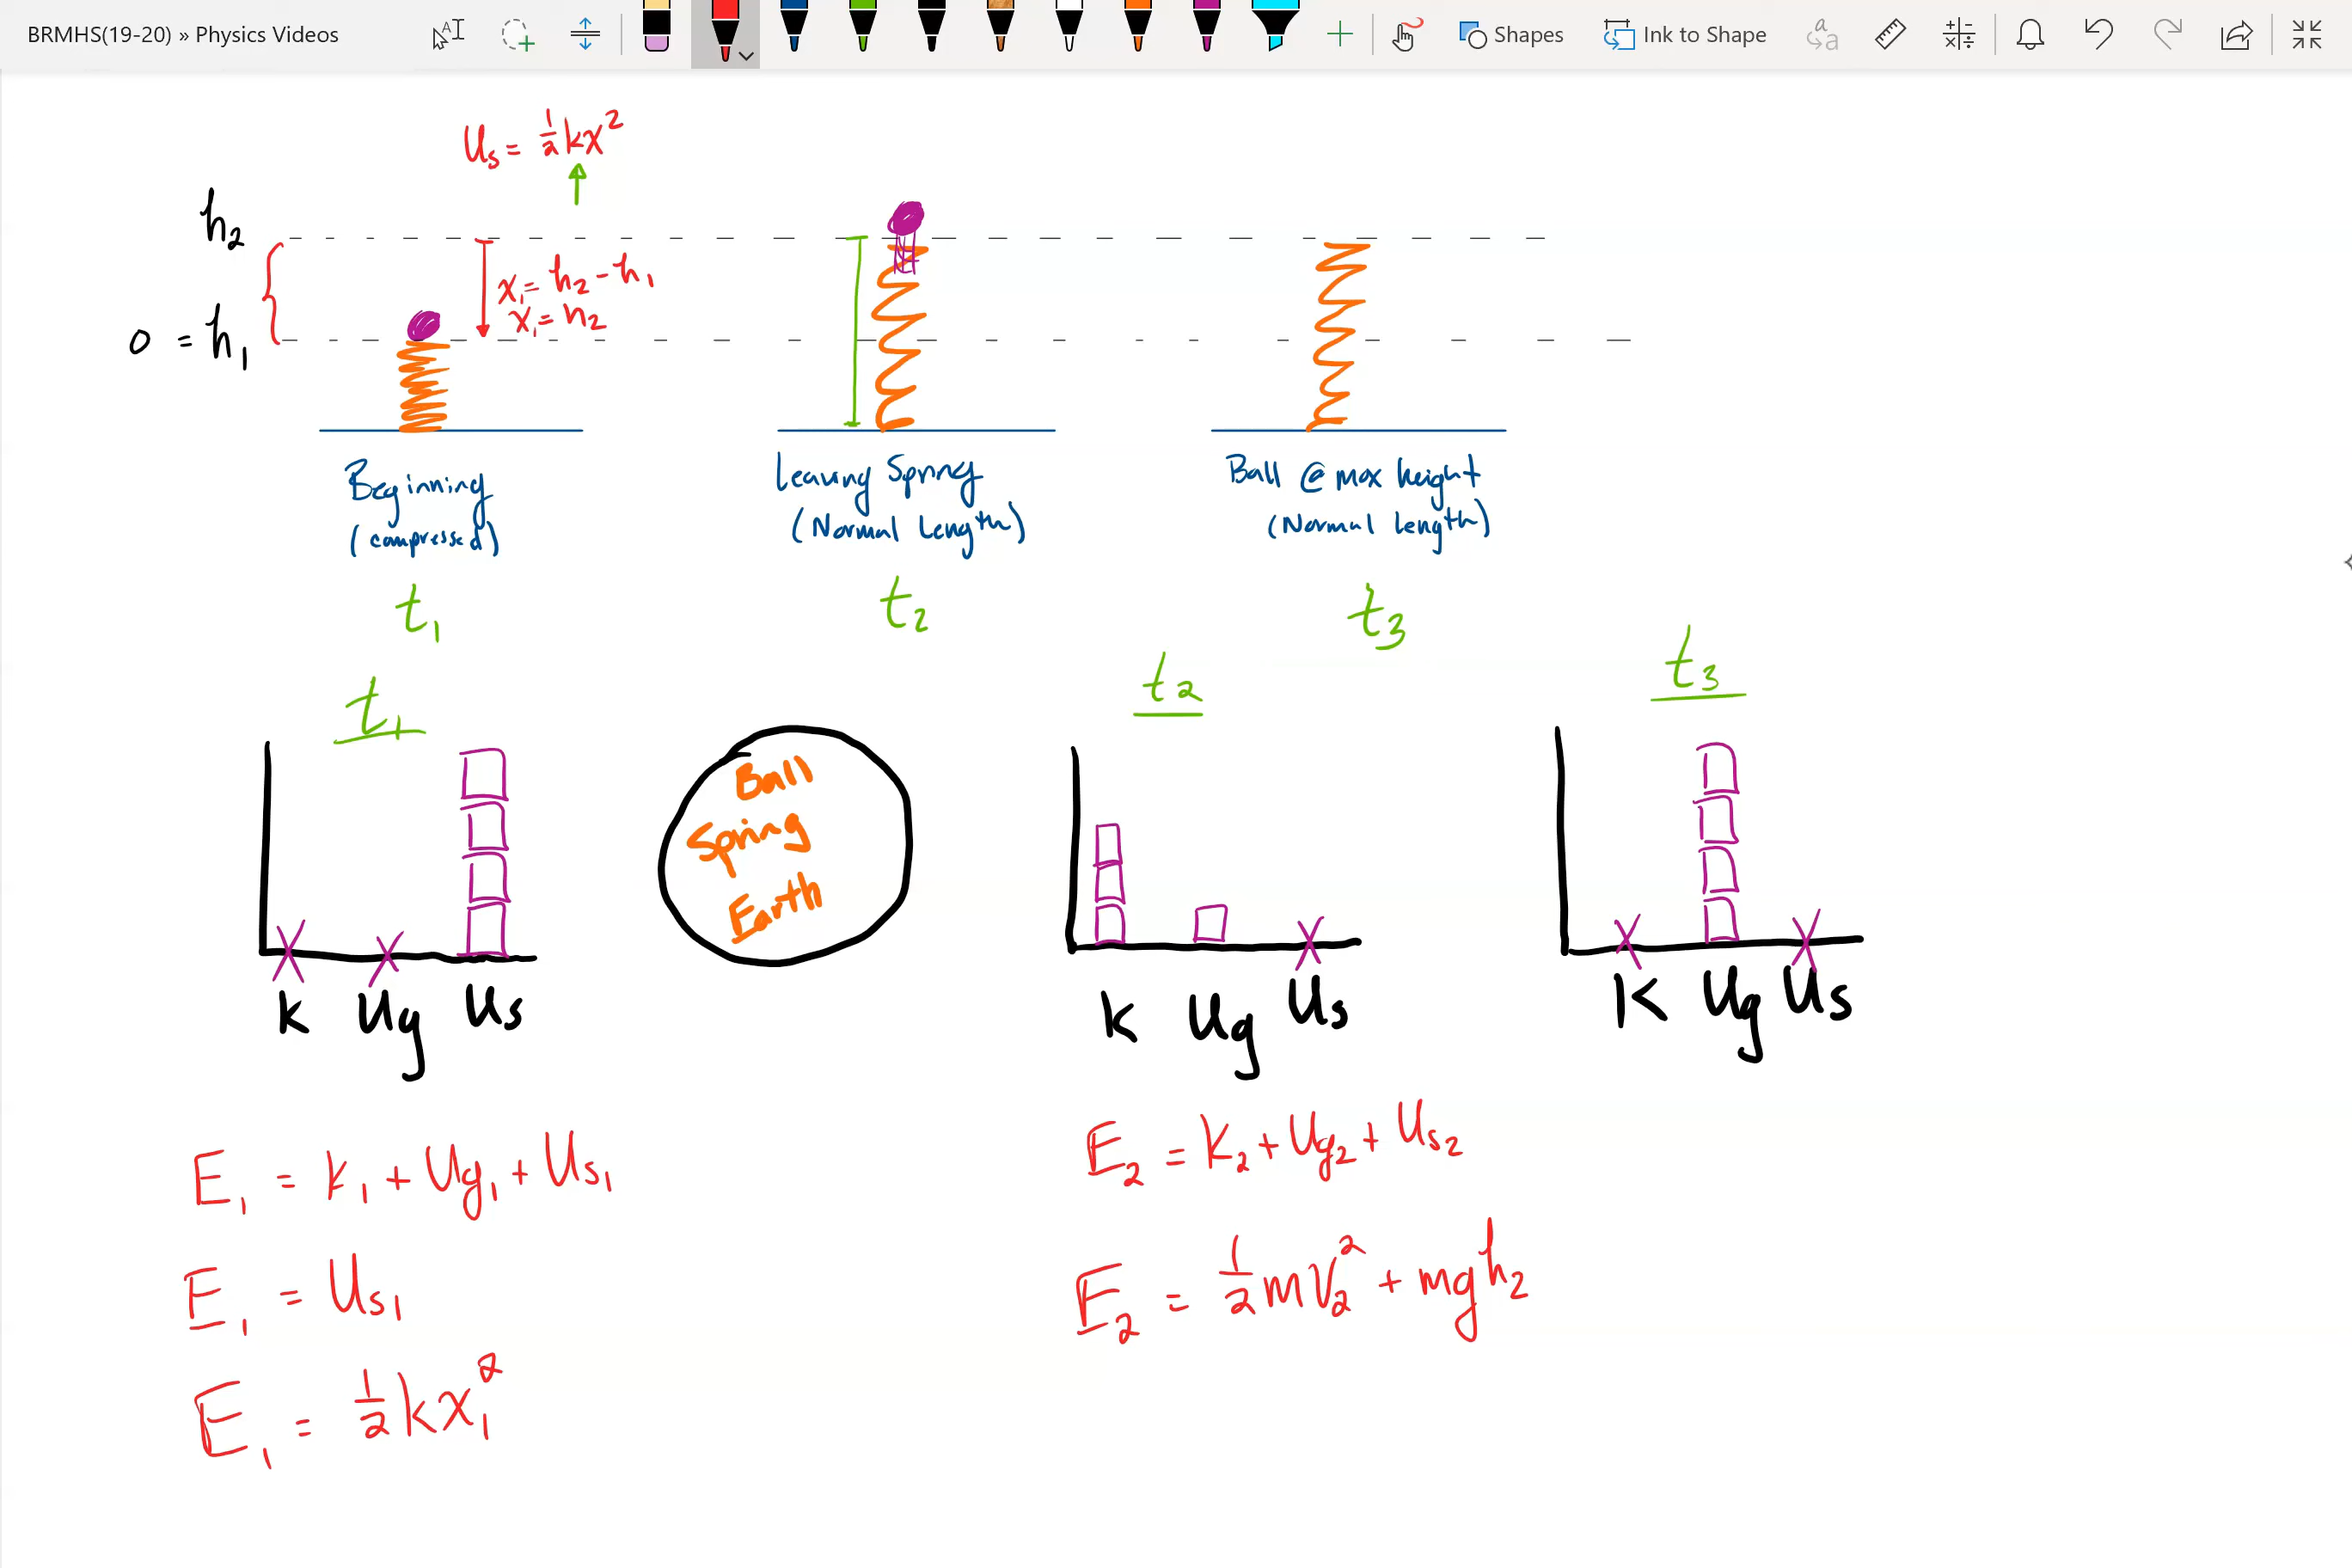 BRMHS(19-20) » Physics Videos
Shapes
Ink to Shape
Us = ½kx²
h₂
x₁ = h₂ - h₁
x₁ = h₂
0 = h₁
Beginning
(compressed)
Leaving Spring
(Normal Length)
Ball @ max height
(Normal Length)
t₁
t₂
t₃
t₁
t₂
t₃
Ball
Spring
Earth
K Ug Us
K Ug Us
K Ug Us
E₁ = K₁ + Ug₁ + Us₁
E₁ = Us₁
E₁ = ½kx₁²
E₂ = K₂ + Ug₂ + Us₂
E₂ = ½mV₂² + mgh₂